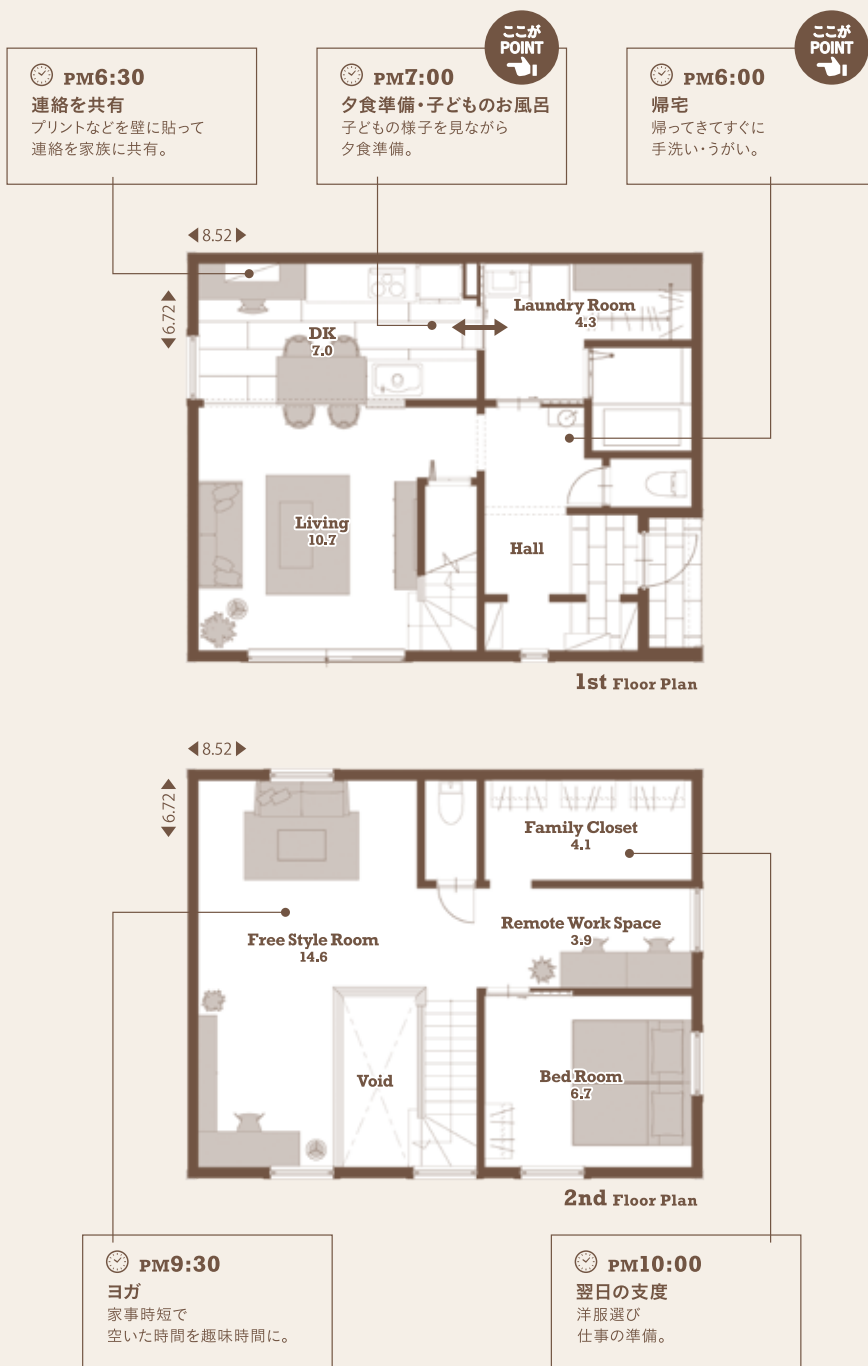 PM6:30
連絡を共有
プリントなどを壁に貼って
連絡を家族に共有。
ここが
POINT
PM7:00
夕食準備・子どものお風呂
子どもの様子を見ながら
夕食準備。
ここが
POINT
PM6:00
帰宅
帰ってきてすぐに
手洗い・うがい。
8.52
6.72
DK
7.0
Laundry Room
4.3
Living
10.7
Hall
1st Floor Plan
8.52
6.72
Family Closet
4.1
Free Style Room
14.6
Remote Work Space
3.9
Void
Bed Room
6.7
2nd Floor Plan
PM9:30
ヨガ
家事時短で
空いた時間を趣味時間に。
PM10:00
翌日の支度
洋服選び
仕事の準備。